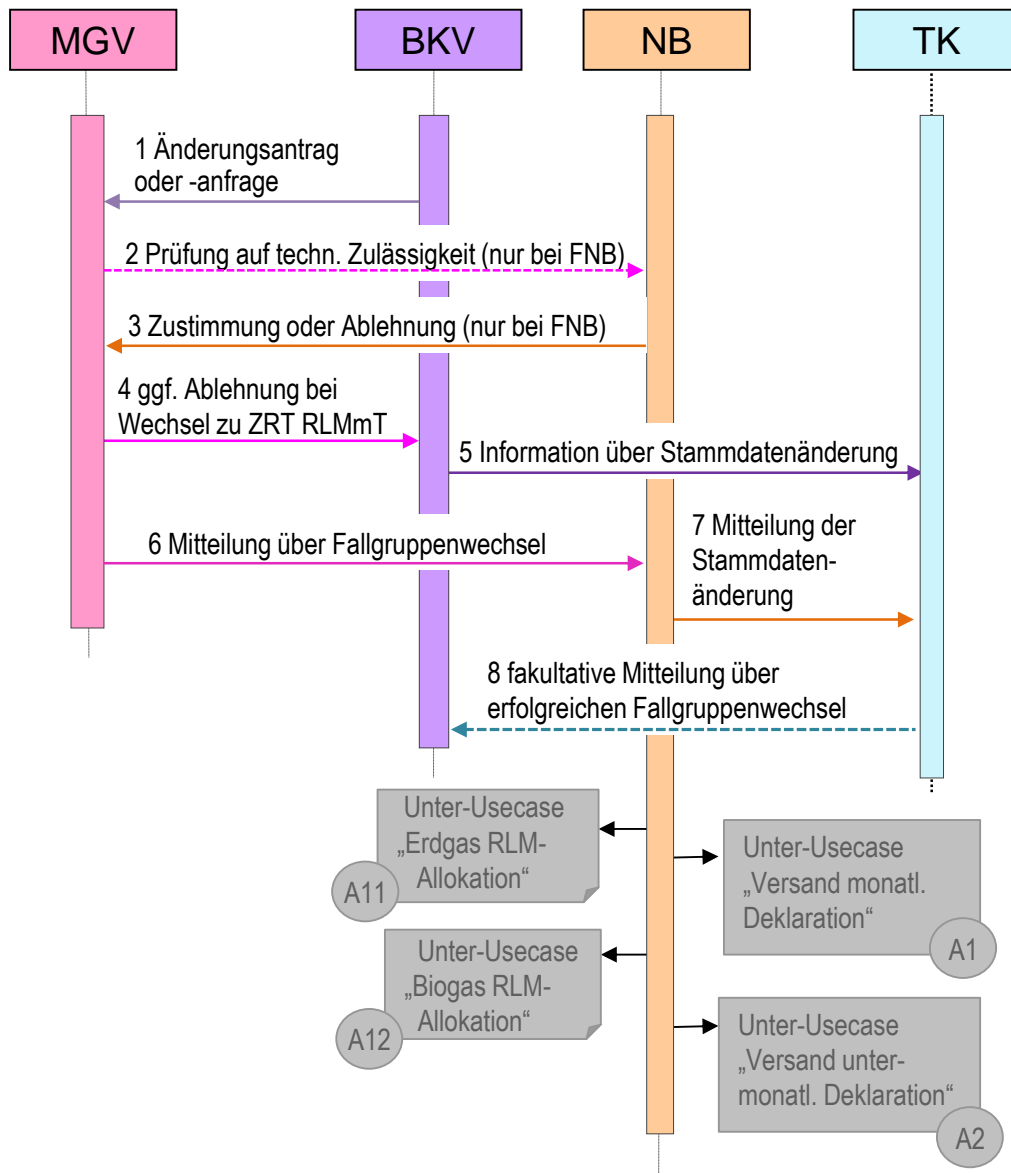 MGV
BKV
NB
TK
1 Änderungsantrag
oder -anfrage
2 Prüfung auf techn. Zulässigkeit (nur bei FNB)
3 Zustimmung oder Ablehnung (nur bei FNB)
4 ggf. Ablehnung bei
Wechsel zu ZRT RLMmT
5 Information über Stammdatenänderung
6 Mitteilung über Fallgruppenwechsel
7 Mitteilung der
Stammdaten-
änderung
8 fakultative Mitteilung über
erfolgreichen Fallgruppenwechsel
Unter-Usecase
„Erdgas RLM-
Allokation“
A11
Unter-Usecase
„Versand monatl.
Deklaration“
A1
Unter-Usecase
„Biogas RLM-
Allokation“
A12
Unter-Usecase
„Versand unter-
monatl. Deklaration“
A2